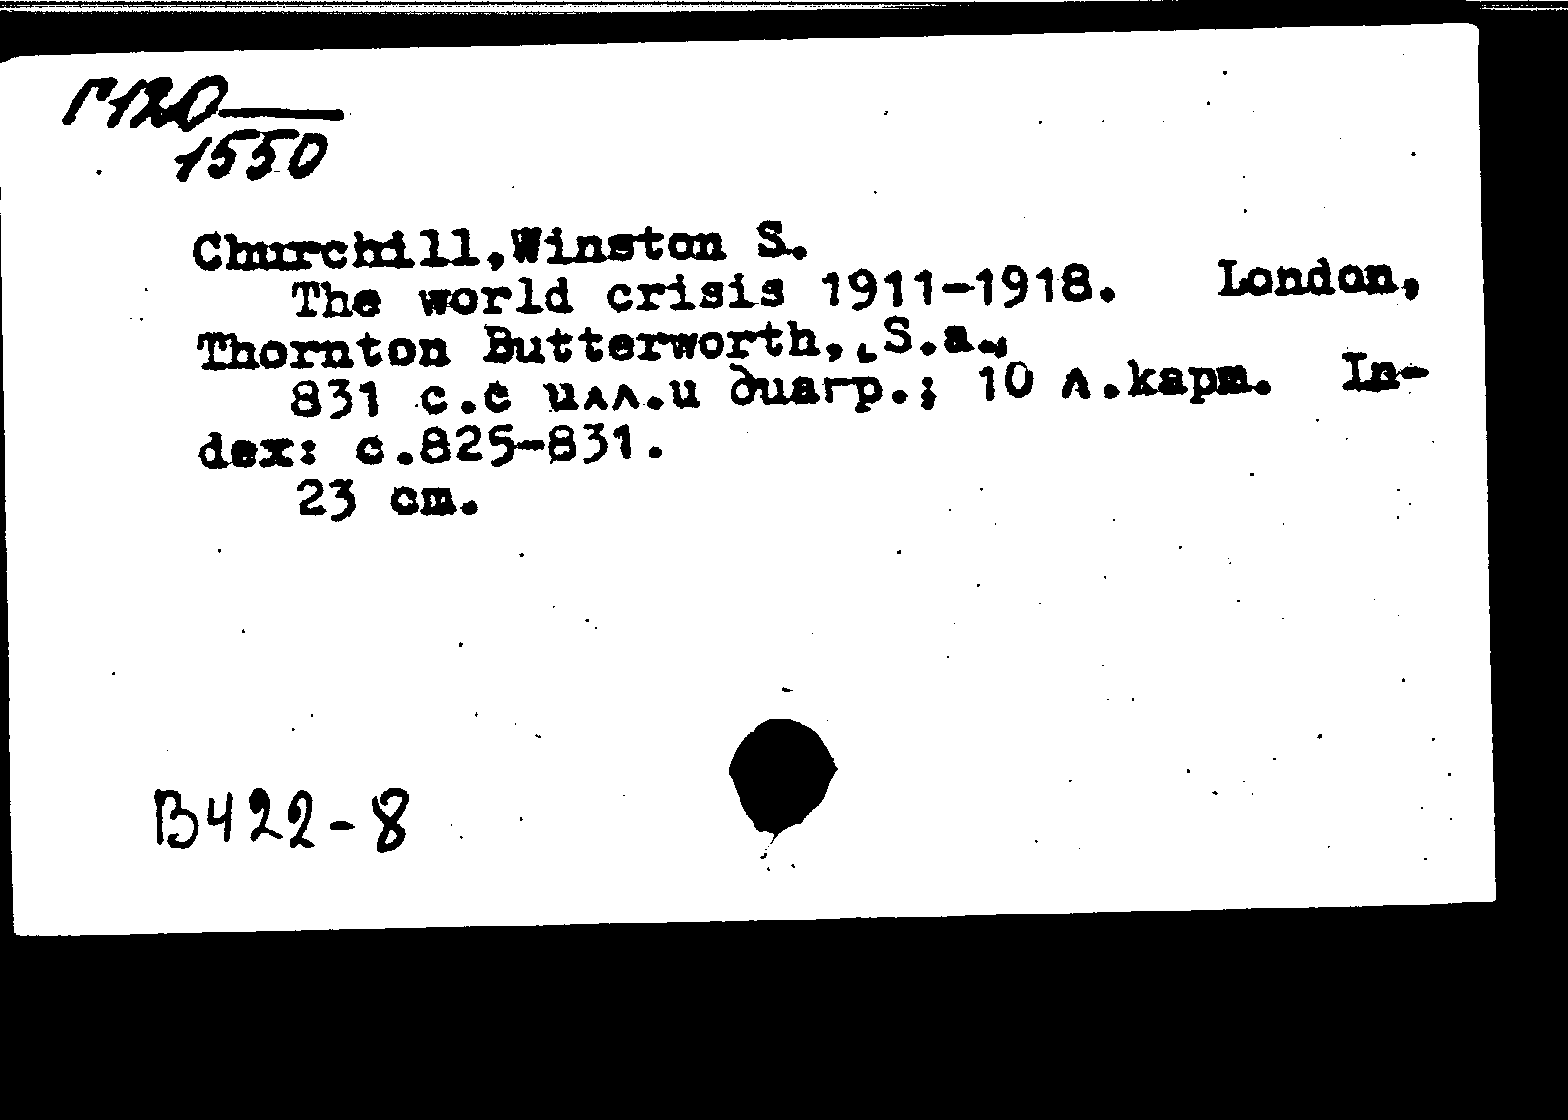 Г120
1550
Churchill, Winston S.
The world crisis 1911-1918. London,
Thornton Butterworth, [S.a.]
831 с.с илл.и диагр.; 10 л.карт. In-
dex: c.825-831.
23 cm.
B422-8